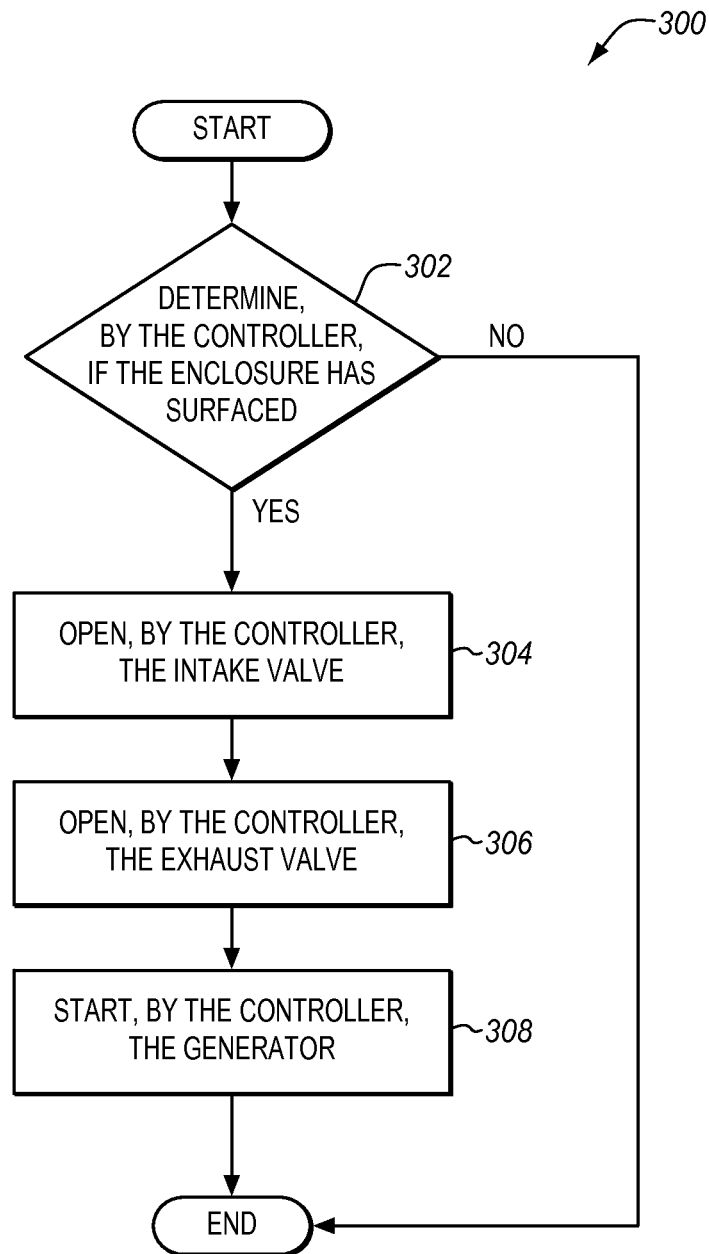 300
START
302
DETERMINE,
BY THE CONTROLLER,
IF THE ENCLOSURE HAS
SURFACED
NO
YES
OPEN, BY THE CONTROLLER,
THE INTAKE VALVE
304
OPEN, BY THE CONTROLLER,
THE EXHAUST VALVE
306
START, BY THE CONTROLLER,
THE GENERATOR
308
END